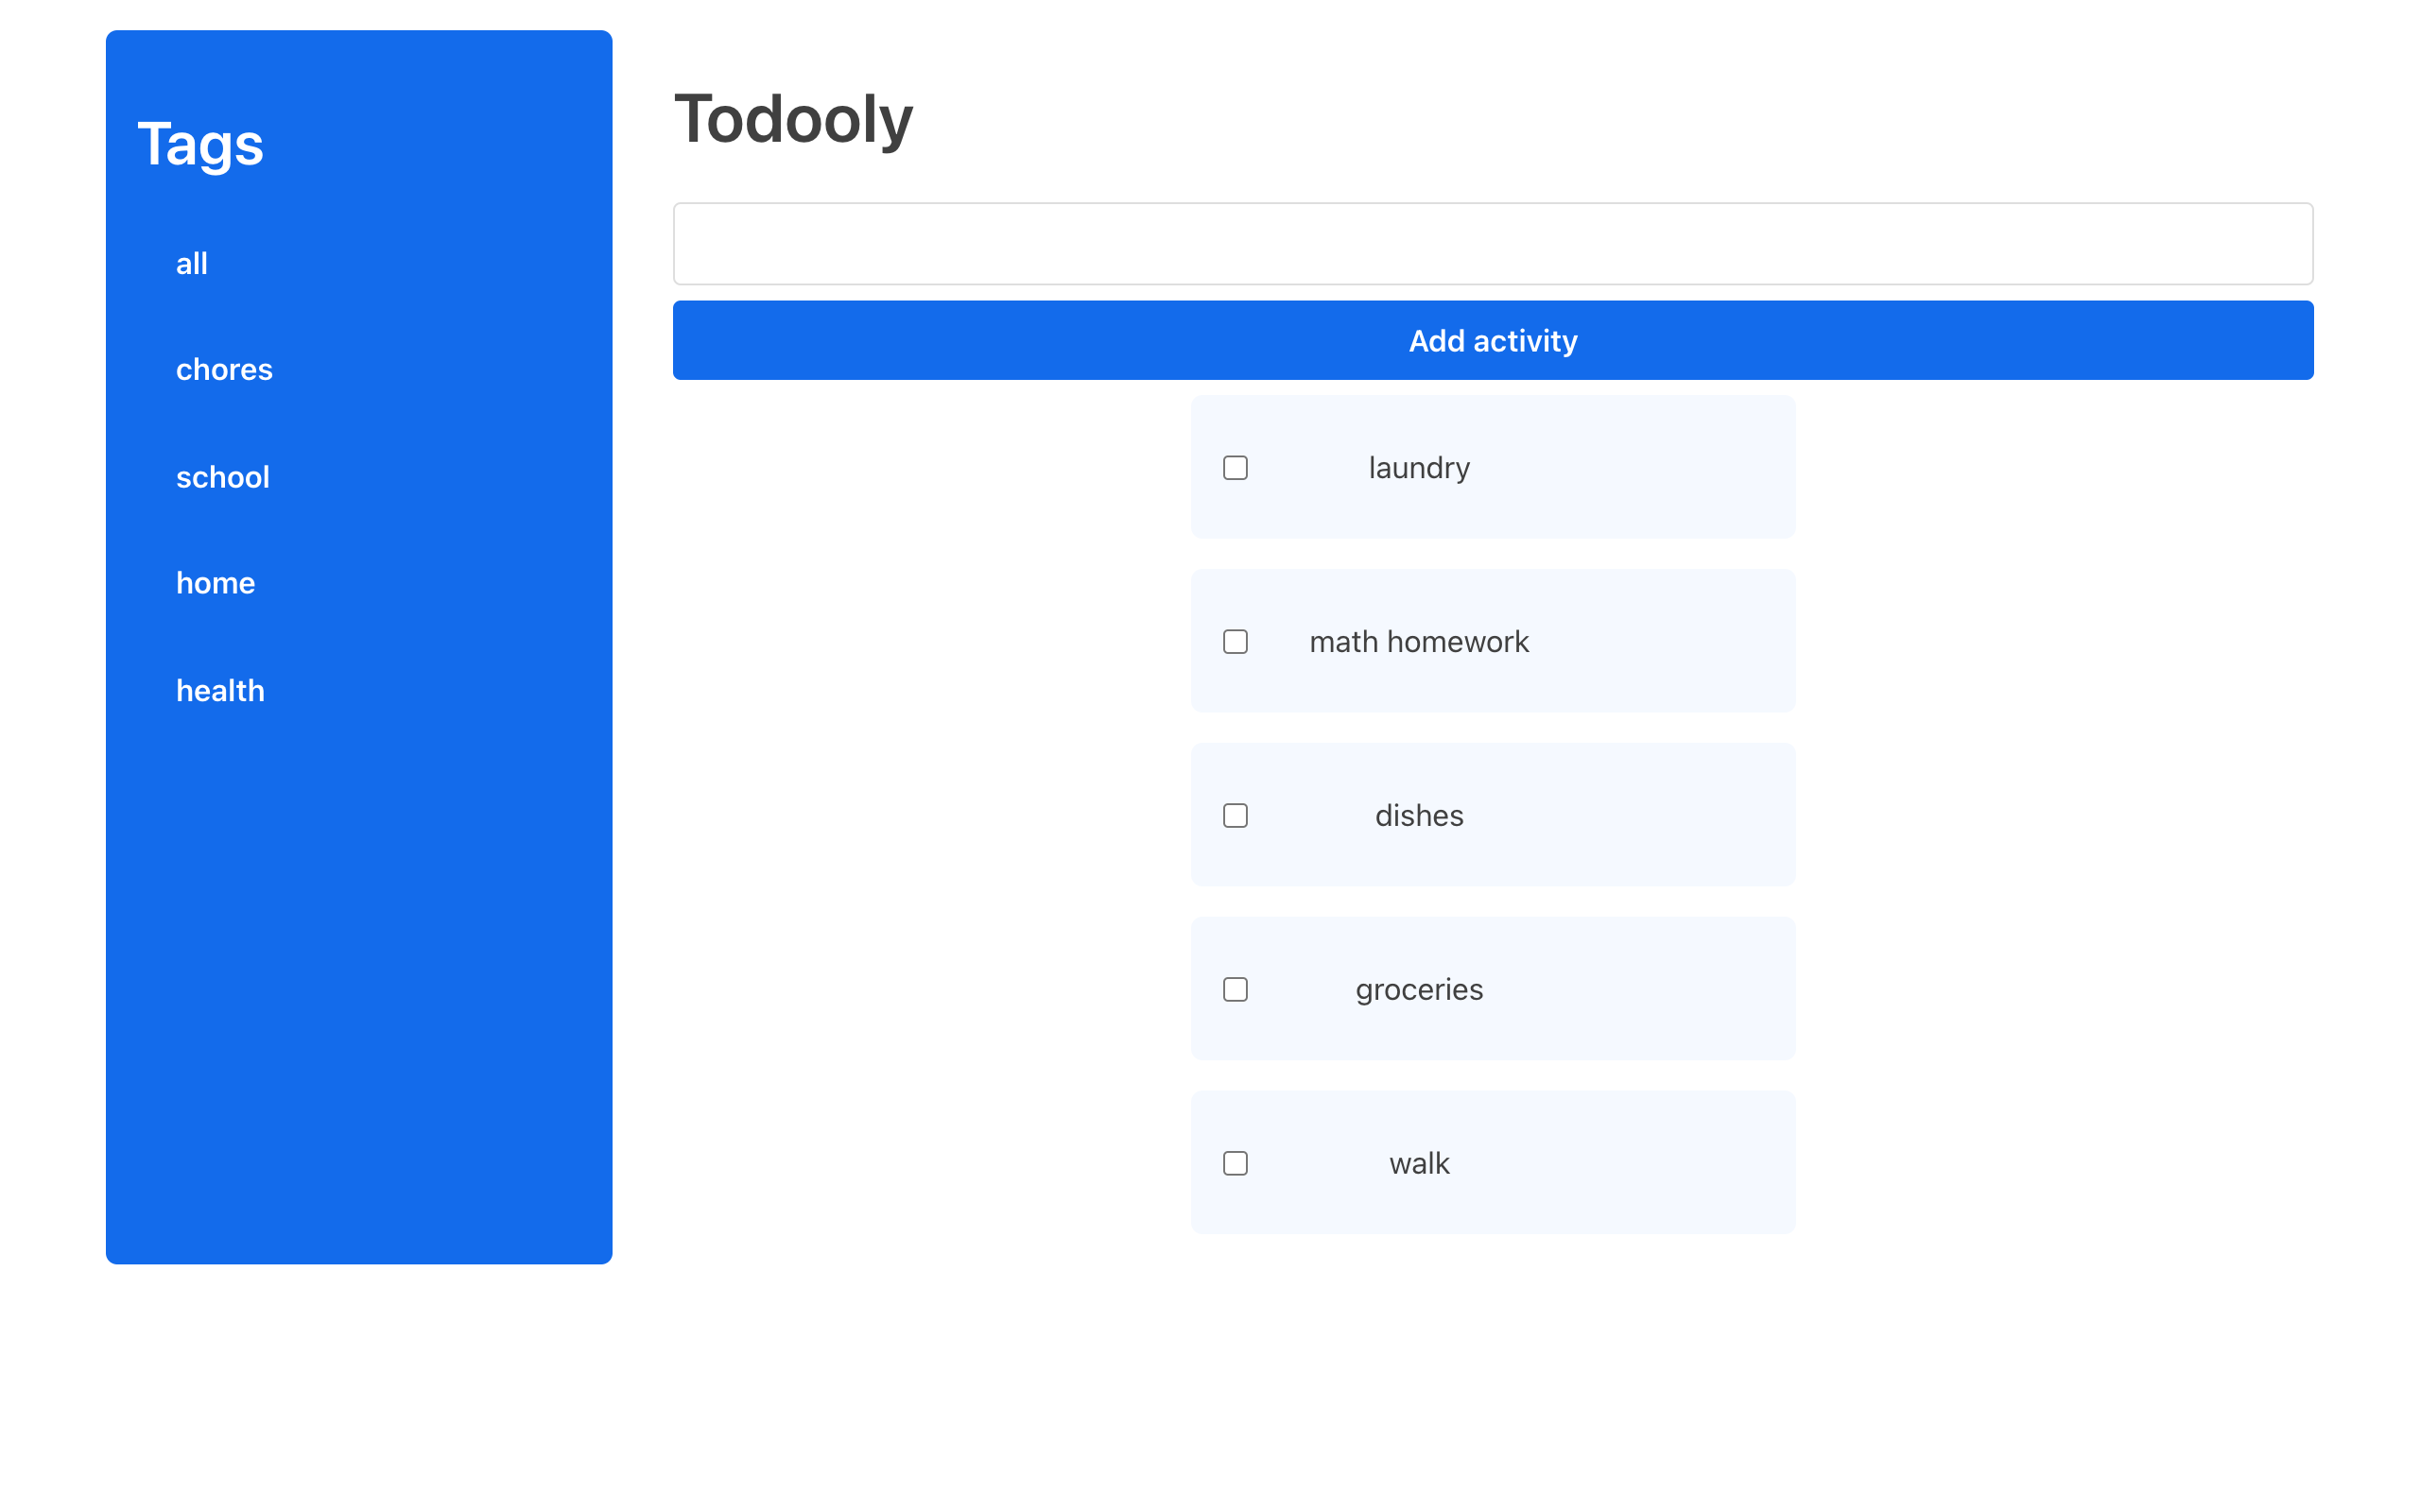 Tags
all
chores
school
home
health
Todooly
Add activity
laundry
math homework
dishes
groceries
walk